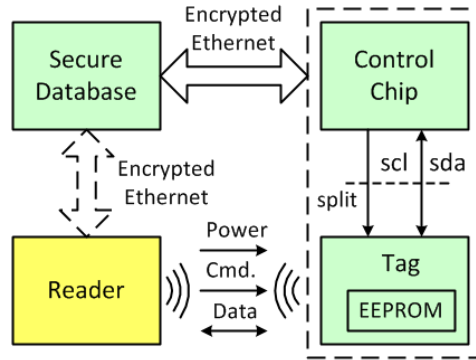 Encrypted
Ethernet
Secure
Database
Control
Chip
Encrypted
Ethernet
scl
sda
split
Power
Cmd.
Data
Reader
Tag
EEPROM